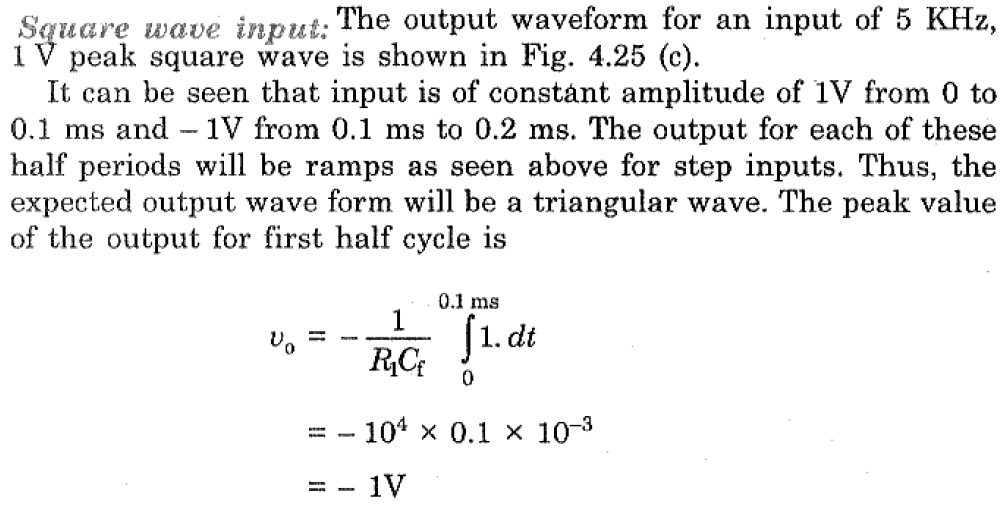 Square wave input: The output waveform for an input of 5 KHz,
1 V peak square wave is shown in Fig. 4.25 (c).
It can be seen that input is of constant amplitude of 1V from 0 to
0.1 ms and – 1V from 0.1 ms to 0.2 ms. The output for each of these
half periods will be ramps as seen above for step inputs. Thus, the
expected output wave form will be a triangular wave. The peak value
of the output for first half cycle is
v₀ = – 1/(R₁C_f) ∫₀^(0.1 ms) 1. dt
= – 10⁴ × 0.1 × 10⁻³
= – 1V